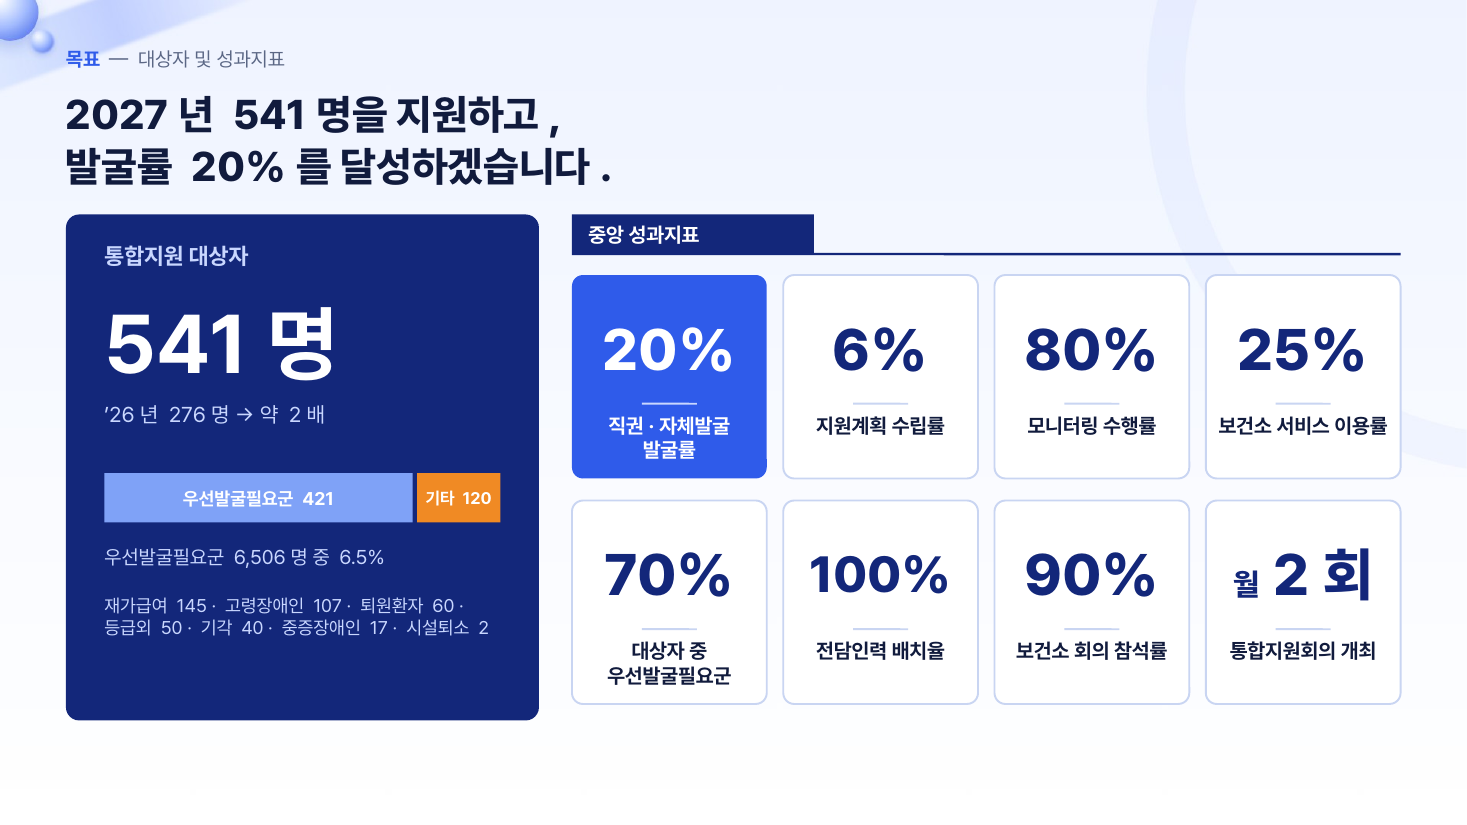 목표 — 대상자 및 성과지표
2027 년 541 명을 지원하고 ,
발굴률 20% 를 달성하겠습니다 .
통합지원 대상자
541 명
’26 년 276 명 → 약 2 배
우선발굴필요군 421
기타 120
우선발굴필요군 6,506 명 중 6.5%
재가급여 145 · 고령장애인 107 · 퇴원환자 60 ·
등급외 50 · 기각 40 · 중증장애인 17 · 시설퇴소 2
중앙 성과지표
20%
직권 · 자체발굴
발굴률
6%
지원계획 수립률
80%
모니터링 수행률
25%
보건소 서비스 이용률
70%
대상자 중
우선발굴필요군
100%
전담인력 배치율
90%
보건소 회의 참석률
월 2 회
통합지원회의 개최